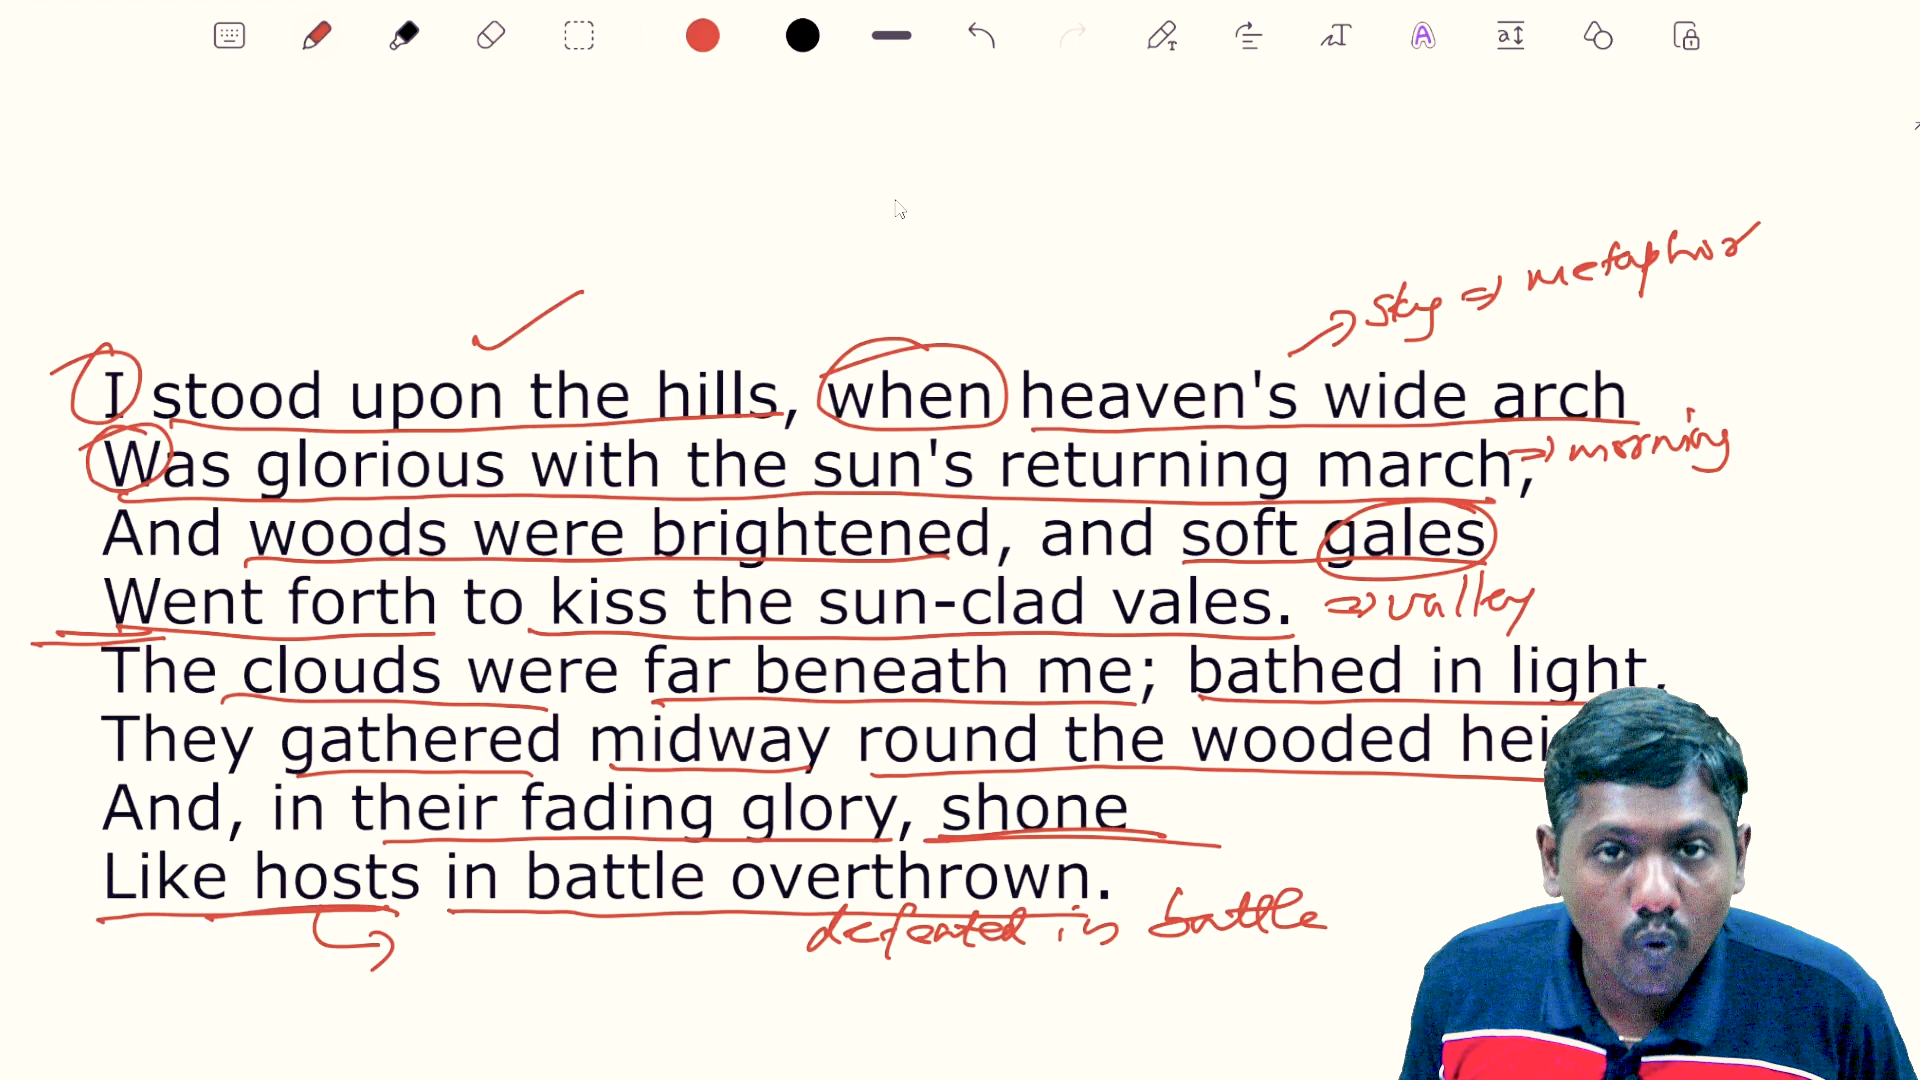 sky ⇒ metaphor
I stood upon the hills, when heaven's wide arch
Was glorious with the sun's returning march, ⇒ morning
And woods were brightened, and soft gales
Went forth to kiss the sun-clad vales. ⇒ valley
The clouds were far beneath me; bathed in light,
They gathered midway round the wooded hei
And, in their fading glory, shone
Like hosts in battle overthrown.
defeated in battle